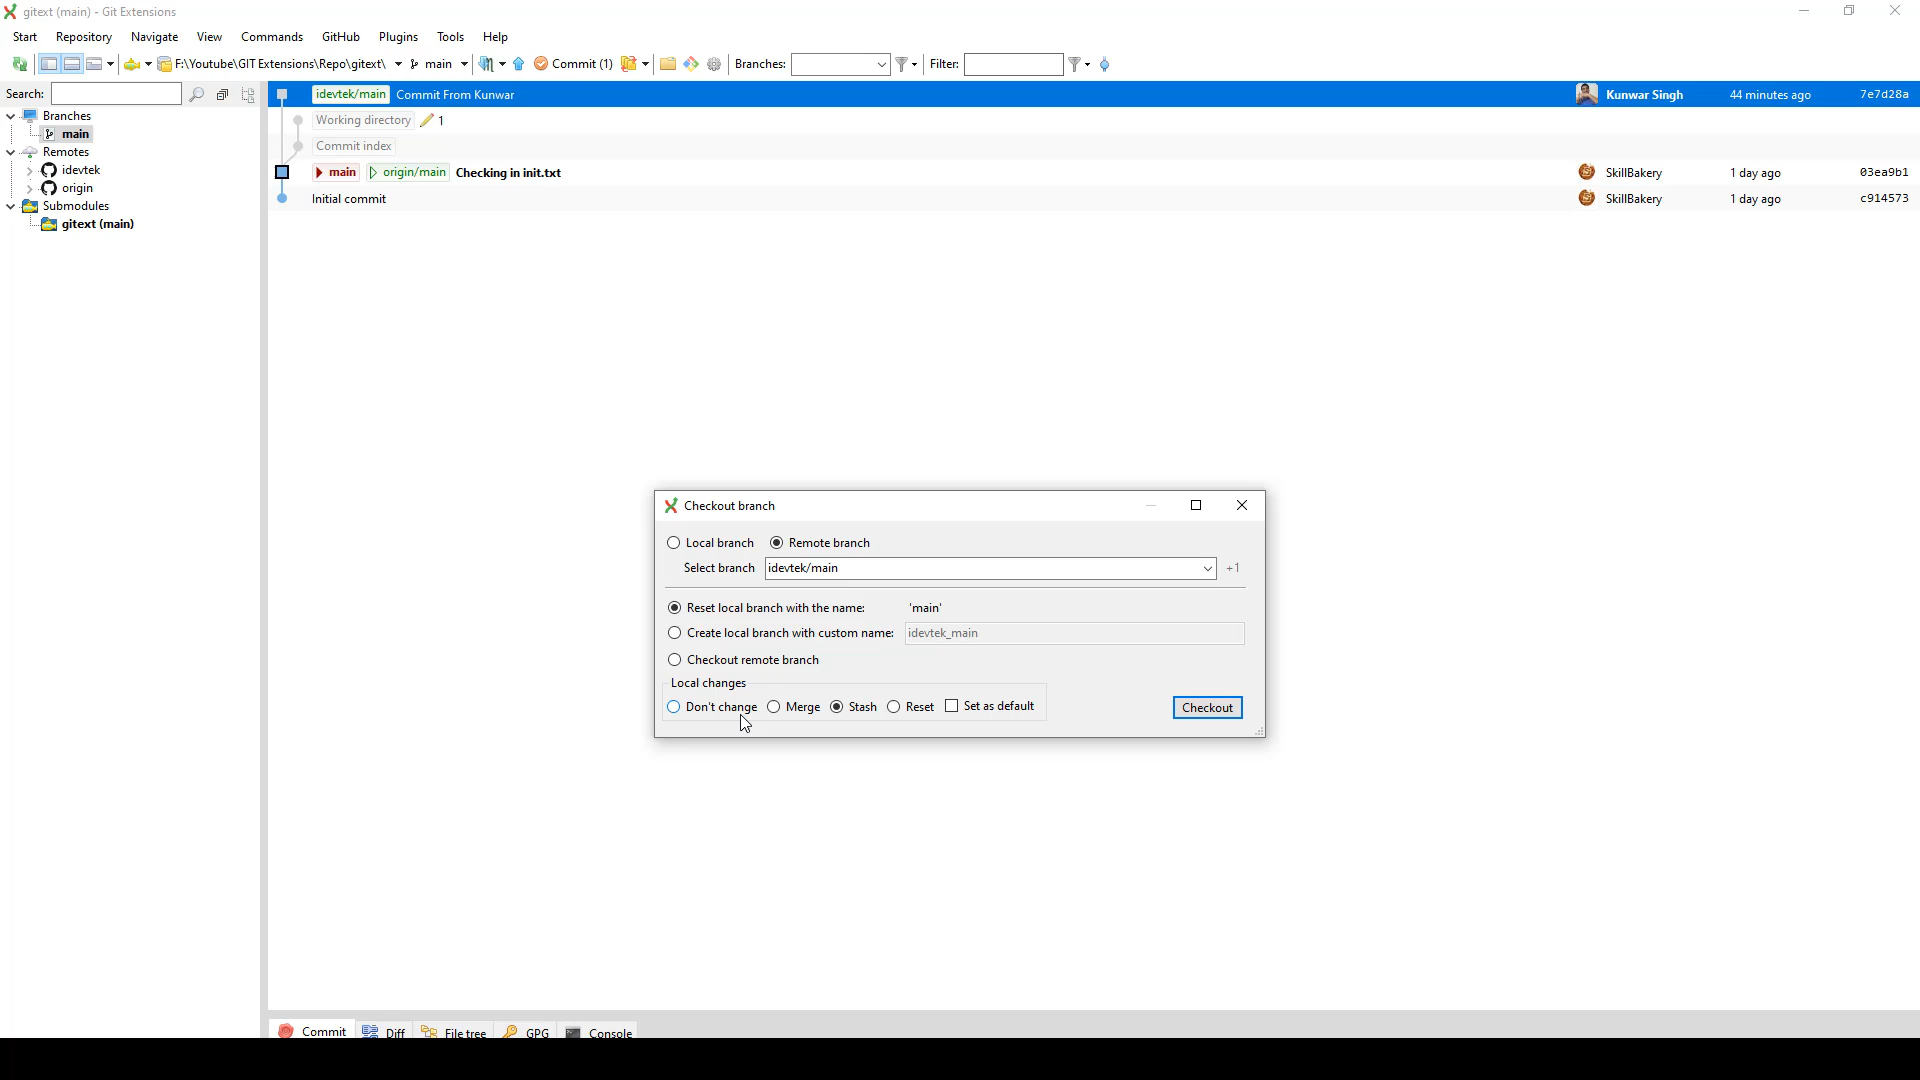 gitext (main) - Git Extensions
Start Repository Navigate View Commands GitHub Plugins Tools Help
F:\Youtube\GIT Extensions\Repo\gitext\ main Commit (1) Branches: Filter:
Search:
idevtek/main Commit From Kunwar Kunwar Singh 44 minutes ago 7e7d28a
Branches
Working directory 1
main
Commit index
Remotes
idevtek
main origin/main Checking in init.txt SkillBakery 1 day ago 03ea9b1
origin
Initial commit SkillBakery 1 day ago c914573
Submodules
gitext (main)
Checkout branch
Local branch Remote branch
Select branch idevtek/main +1
Reset local branch with the name: 'main'
Create local branch with custom name: idevtek_main
Checkout remote branch
Local changes
Don't change Merge Stash Reset Set as default Checkout
Commit Diff File tree GPG Console